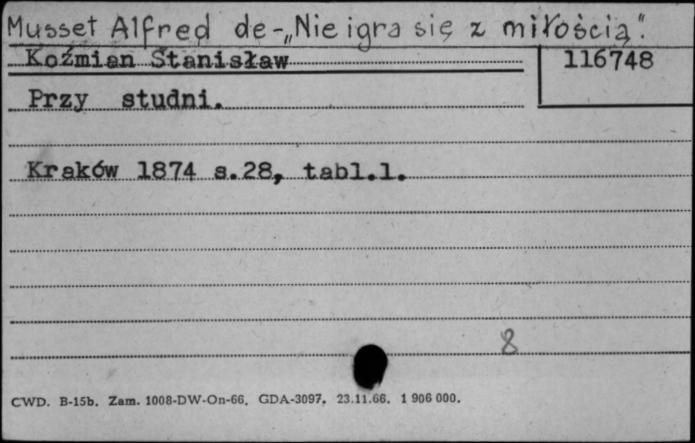 Musset Alfred de - „Nie igra się z miłością".
Koźmian Stanisław
116748
Przy studni.
Kraków 1874 s.28, tabl.1.
8
CWD. B-15b. Zam. 1008-DW-On-66. GDA-3097. 23.11.66. 1 906 000.